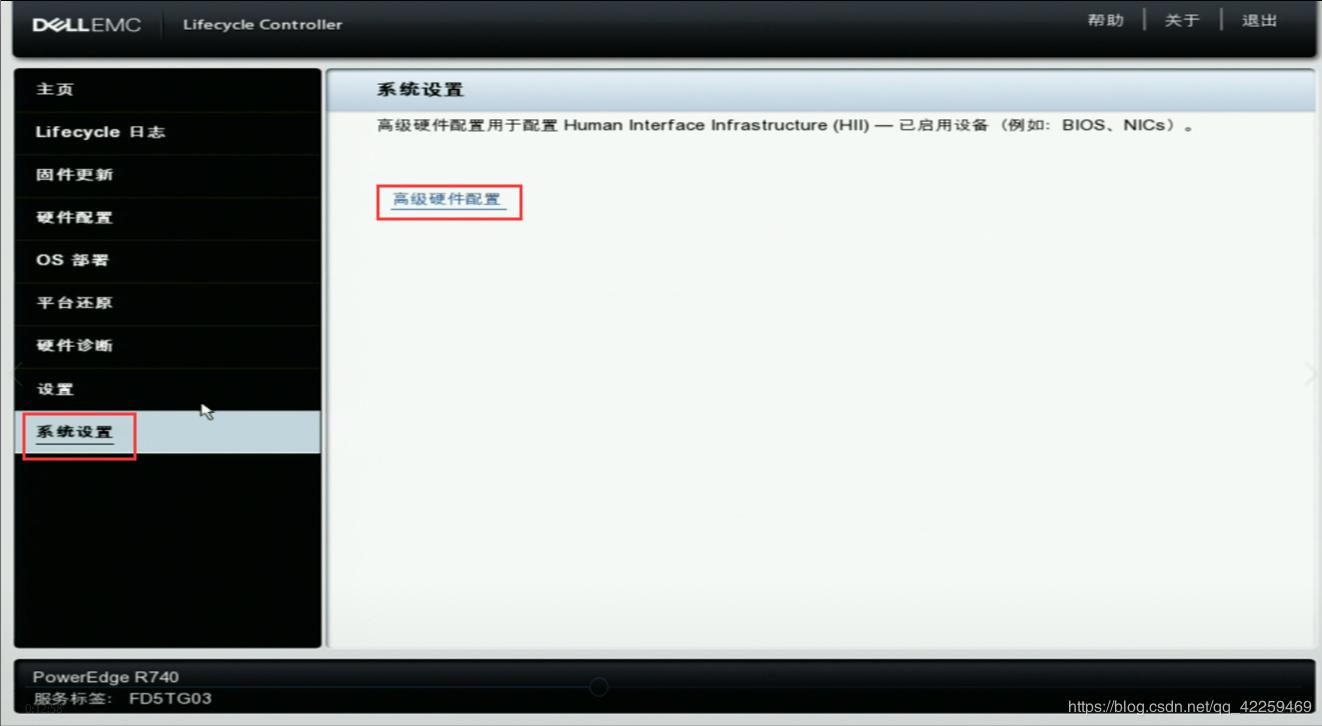 DELLEMC Lifecycle Controller 帮助 关于 退出
主页
Lifecycle 日志
固件更新
硬件配置
OS 部署
平台还原
硬件诊断
设置
系统设置
系统设置
高级硬件配置用于配置 Human Interface Infrastructure (HII) — 已启用设备（例如：BIOS、NICs）。
高级硬件配置
PowerEdge R740
服务标签： FD5TG03
0:12:58
https://blog.csdn.net/qq_42259469